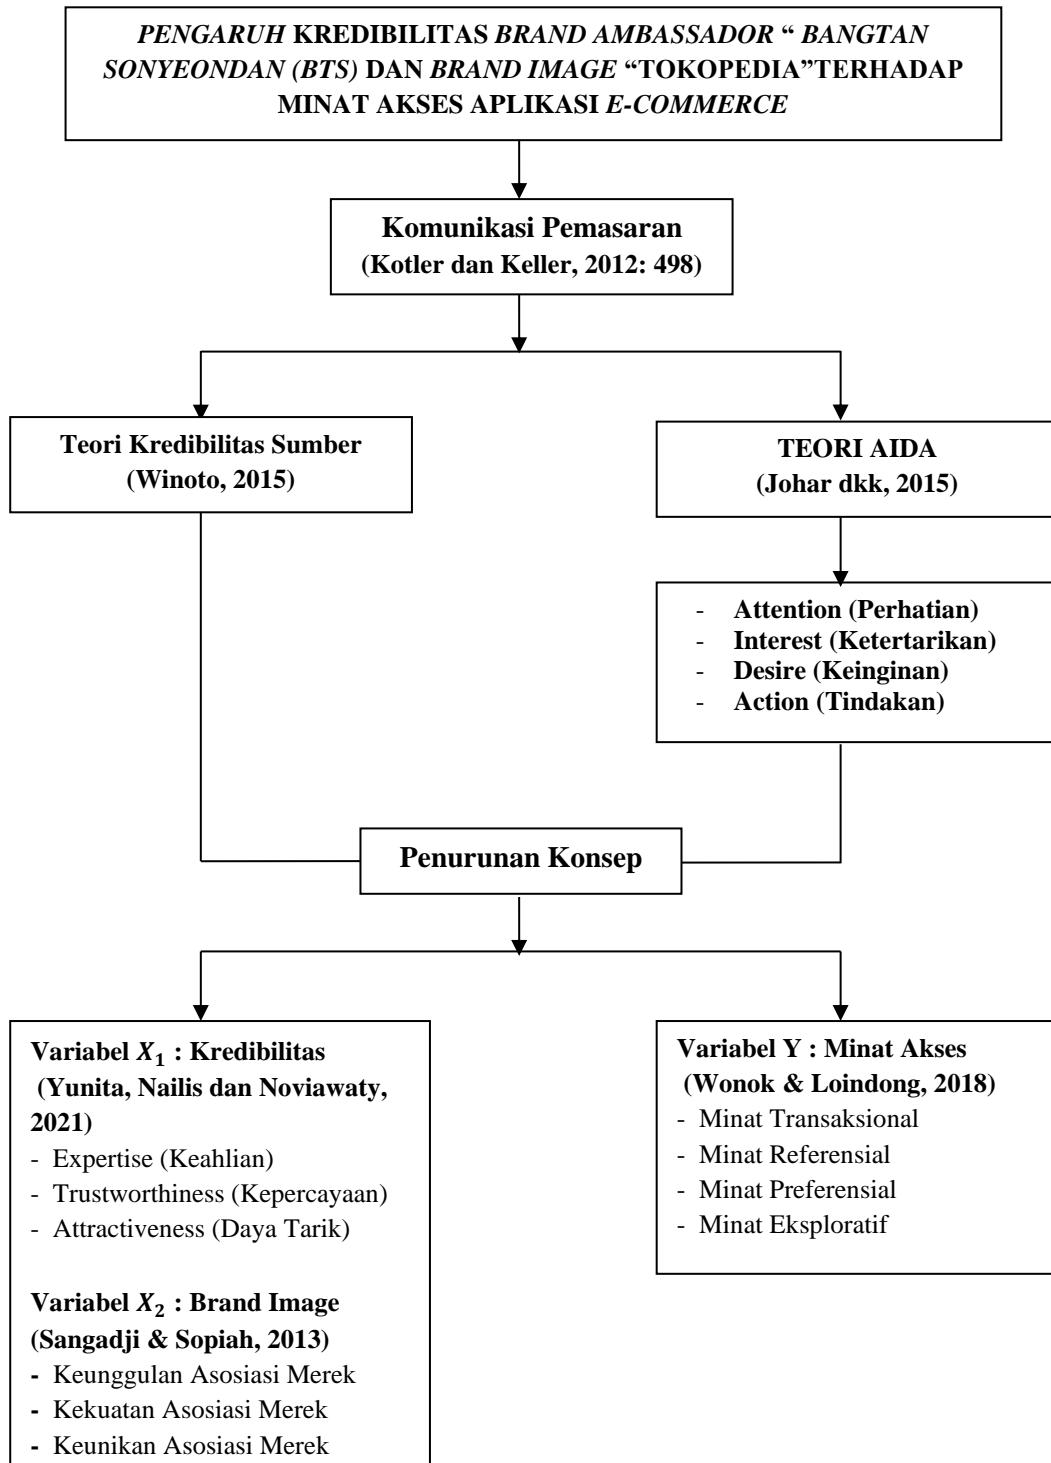 PENGARUH KREDIBILITAS BRAND AMBASSADOR “ BANGTAN
SONYEONDAN (BTS) DAN BRAND IMAGE “TOKOPEDIA”TERHADAP
MINAT AKSES APLIKASI E-COMMERCE
Komunikasi Pemasaran
(Kotler dan Keller, 2012: 498)
Teori Kredibilitas Sumber
(Winoto, 2015)
TEORI AIDA
(Johar dkk, 2015)
- Attention (Perhatian)
- Interest (Ketertarikan)
- Desire (Keinginan)
- Action (Tindakan)
Penurunan Konsep
Variabel X₁ : Kredibilitas
(Yunita, Nailis dan Noviawaty,
2021)
- Expertise (Keahlian)
- Trustworthiness (Kepercayaan)
- Attractiveness (Daya Tarik)
Variabel X₂ : Brand Image
(Sangadji & Sopiah, 2013)
- Keunggulan Asosiasi Merek
- Kekuatan Asosiasi Merek
- Keunikan Asosiasi Merek
Variabel Y : Minat Akses
(Wonok & Loindong, 2018)
- Minat Transaksional
- Minat Referensial
- Minat Preferensial
- Minat Eksploratif